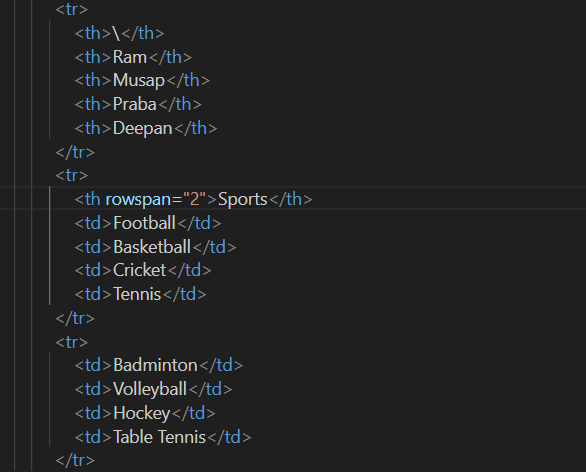 <tr>
<th>\</th>
<th>Ram</th>
<th>Musap</th>
<th>Praba</th>
<th>Deepan</th>
</tr>
<tr>
<th rowspan="2">Sports</th>
<td>Football</td>
<td>Basketball</td>
<td>Cricket</td>
<td>Tennis</td>
</tr>
<tr>
<td>Badminton</td>
<td>Volleyball</td>
<td>Hockey</td>
<td>Table Tennis</td>
</tr>